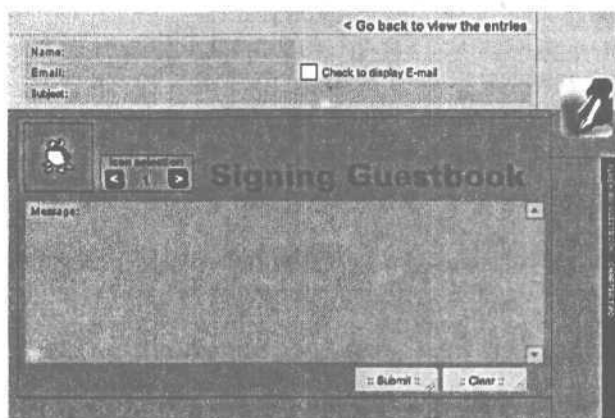 < Go back to view the entries
Name:
Email:
Check to display E-mail
Subject:
Icon selection
< 1 >
Signing Guestbook
Message:
:: Submit ::
:: Clear ::